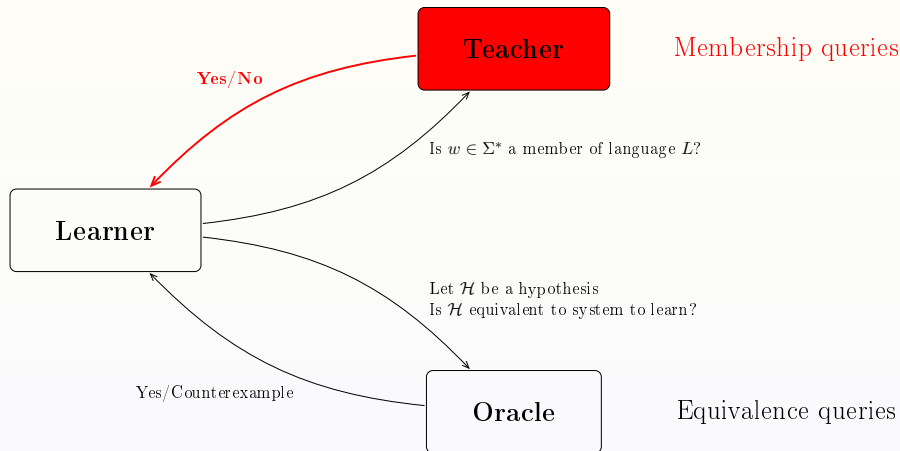 Teacher
Membership queries
Yes/No
Is w ∈ Σ* a member of language L?
Learner
Let ℋ be a hypothesis
Is ℋ equivalent to system to learn?
Yes/Counterexample
Oracle
Equivalence queries